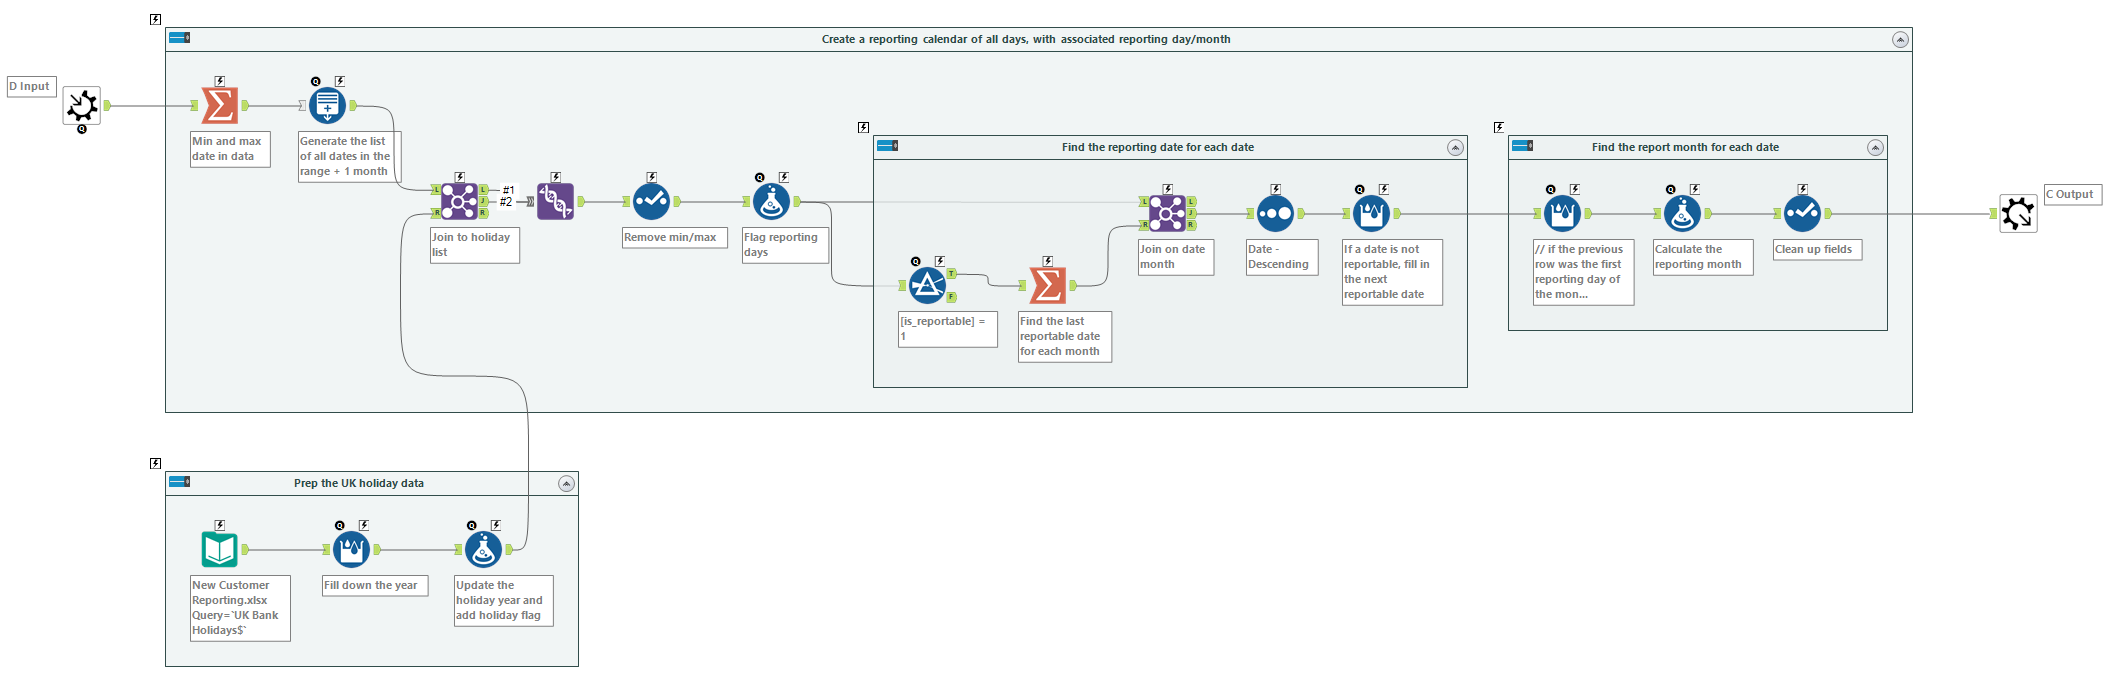 Create a reporting calendar of all days, with associated reporting day/month
D Input
Q
Min and max
date in data
Q
Generate the list
of all dates in the
range + 1 month
L
R
L
J
R
#1
#2
Join to holiday
list
Remove min/max
Q
Flag reporting
days
Find the reporting date for each date
Q
T
F
[is_reportable] =
1
Find the last
reportable date
for each month
L
R
L
J
R
Join on date
month
Date -
Descending
Q
If a date is not
reportable, fill in
the next
reportable date
Find the report month for each date
Q
// if the previous
row was the first
reporting day of
the mon...
Q
Calculate the
reporting month
Clean up fields
C Output
Prep the UK holiday data
New Customer
Reporting.xlsx
Query=`UK Bank
Holidays$`
Q
Fill down the year
Q
Update the
holiday year and
add holiday flag